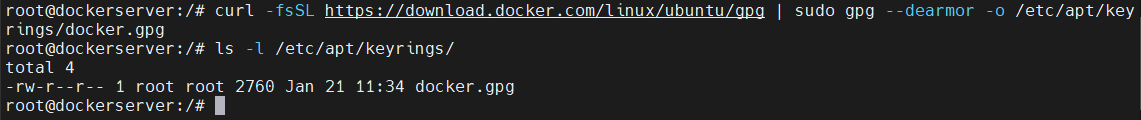 root@dockerserver:/# curl -fsSL https://download.docker.com/linux/ubuntu/gpg | sudo gpg --dearmor -o /etc/apt/key
rings/docker.gpg
root@dockerserver:/# ls -l /etc/apt/keyrings/
total 4
-rw-r--r-- 1 root root 2760 Jan 21 11:34 docker.gpg
root@dockerserver:/#